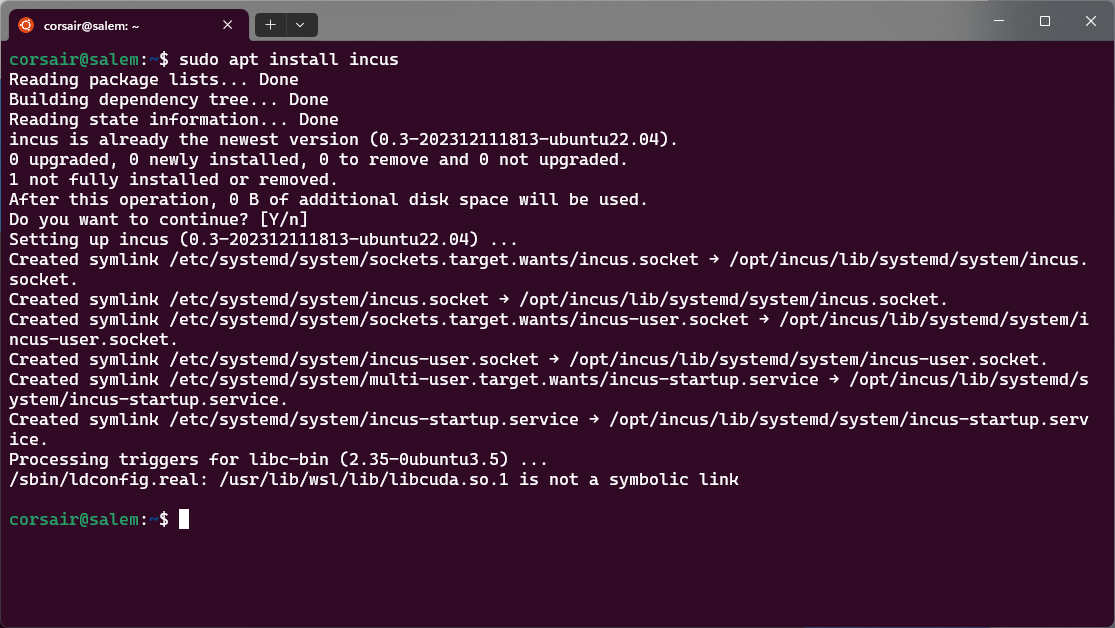 corsair@salem: ~
corsair@salem:~$ sudo apt install incus
Reading package lists... Done
Building dependency tree... Done
Reading state information... Done
incus is already the newest version (0.3-202312111813-ubuntu22.04).
0 upgraded, 0 newly installed, 0 to remove and 0 not upgraded.
1 not fully installed or removed.
After this operation, 0 B of additional disk space will be used.
Do you want to continue? [Y/n]
Setting up incus (0.3-202312111813-ubuntu22.04) ...
Created symlink /etc/systemd/system/sockets.target.wants/incus.socket → /opt/incus/lib/systemd/system/incus.
socket.
Created symlink /etc/systemd/system/incus.socket → /opt/incus/lib/systemd/system/incus.socket.
Created symlink /etc/systemd/system/sockets.target.wants/incus-user.socket → /opt/incus/lib/systemd/system/i
ncus-user.socket.
Created symlink /etc/systemd/system/incus-user.socket → /opt/incus/lib/systemd/system/incus-user.socket.
Created symlink /etc/systemd/system/multi-user.target.wants/incus-startup.service → /opt/incus/lib/systemd/s
ystem/incus-startup.service.
Created symlink /etc/systemd/system/incus-startup.service → /opt/incus/lib/systemd/system/incus-startup.serv
ice.
Processing triggers for libc-bin (2.35-0ubuntu3.5) ...
/sbin/ldconfig.real: /usr/lib/wsl/lib/libcuda.so.1 is not a symbolic link
corsair@salem:~$